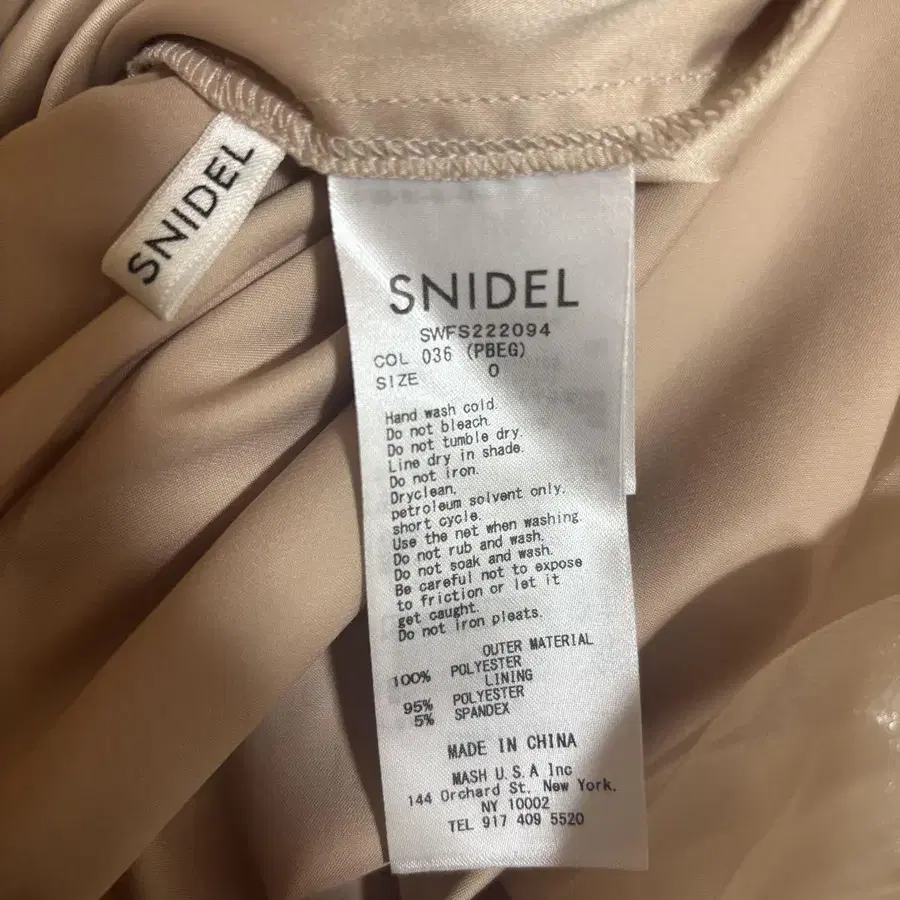 SNIDEL
SNIDEL
SWFS222094
COL 036 (PBEG)
SIZE 0
Hand wash cold.
Do not bleach.
Do not tumble dry.
Line dry in shade.
Do not iron.
Dryclean,
petroleum solvent only.
short cycle.
Use the net when washing.
Do not rub and wash.
Do not soak and wash.
Be careful not to expose
to friction or let it
get caught.
Do not iron pleats.
OUTER MATERIAL
100% POLYESTER
LINING
95% POLYESTER
5% SPANDEX
MADE IN CHINA
MASH U.S.A Inc
144 Orchard St, New York,
NY 10002
TEL 917 409 5520